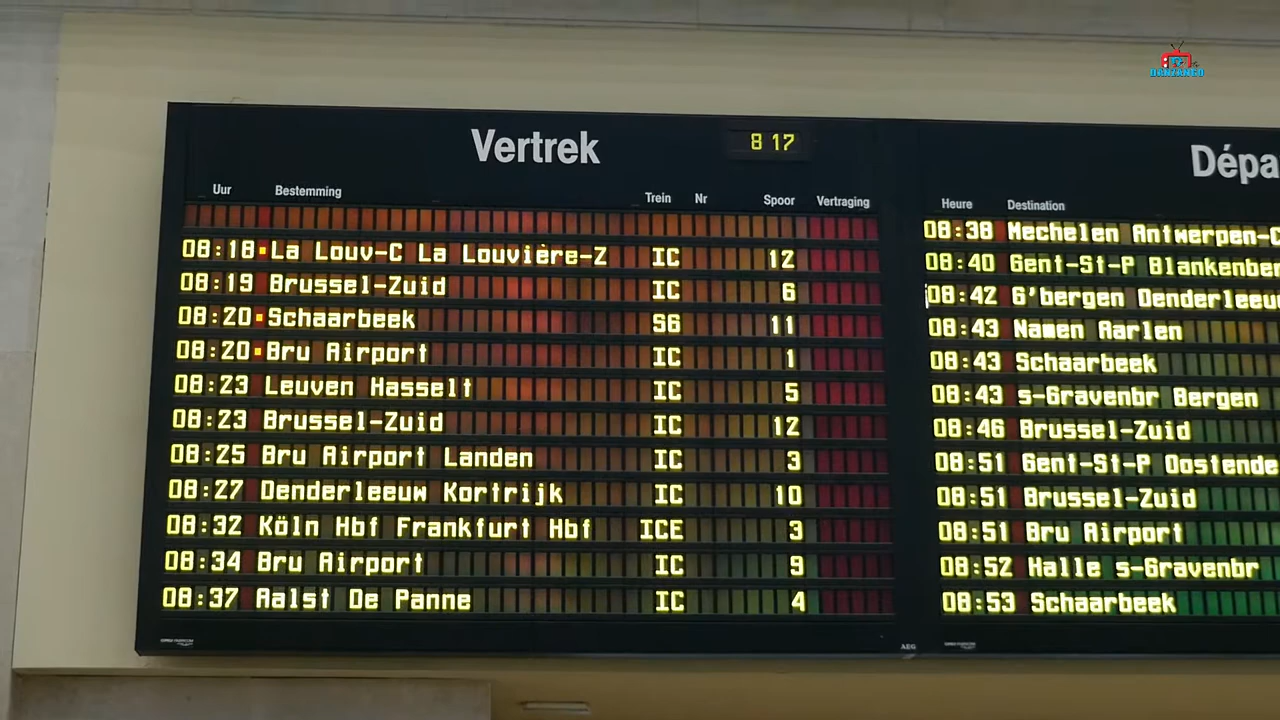 OGNZANGO
Vertrek 8 17
Uur Bestemming Trein Nr Spoor Vertraging
08:18 La Louv-C La Louvière-Z IC 12
08:19 Brussel-Zuid IC 6
08:20 Schaarbeek S6 11
08:20 Bru Airport IC 1
08:23 Leuven Hasselt IC 5
08:23 Brussel-Zuid IC 12
08:25 Bru Airport Landen IC 3
08:27 Denderleeuw Kortrijk IC 10
08:32 Köln Hbf Frankfurt Hbf ICE 3
08:34 Bru Airport IC 9
08:37 Aalst De Panne IC 4
AEG
Dépa
Heure Destination
08:38 Mechelen Antwerpen-C
08:40 Gent-St-P Blankenber
08:42 G'bergen Denderleeuw
08:43 Namen Aarlen
08:43 Schaarbeek
08:43 s-Gravenbr Bergen
08:46 Brussel-Zuid
08:51 Gent-St-P Oostende
08:51 Brussel-Zuid
08:51 Bru Airport
08:52 Halle s-Gravenbr
08:53 Schaarbeek